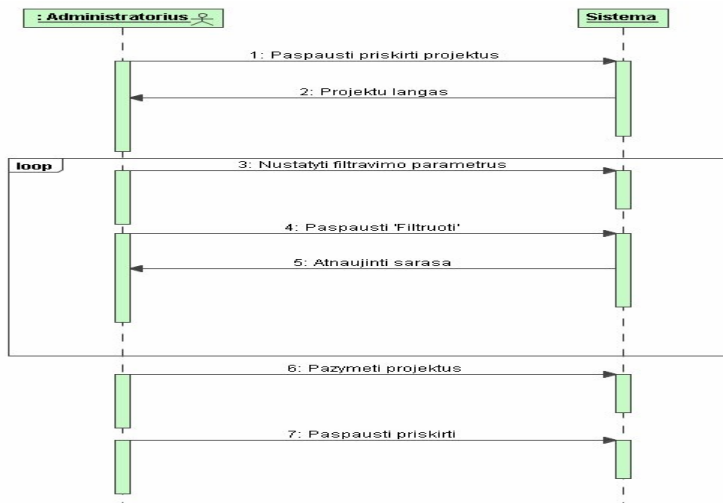 : Administratorius
Sistema
1: Paspausti priskirti projektus
2: Projektu langas
loop
3: Nustatyti filtravimo parametrus
4: Paspausti 'Filtruoti'
5: Atnaujinti sarasa
6: Pazymeti projektus
7: Paspausti priskirti